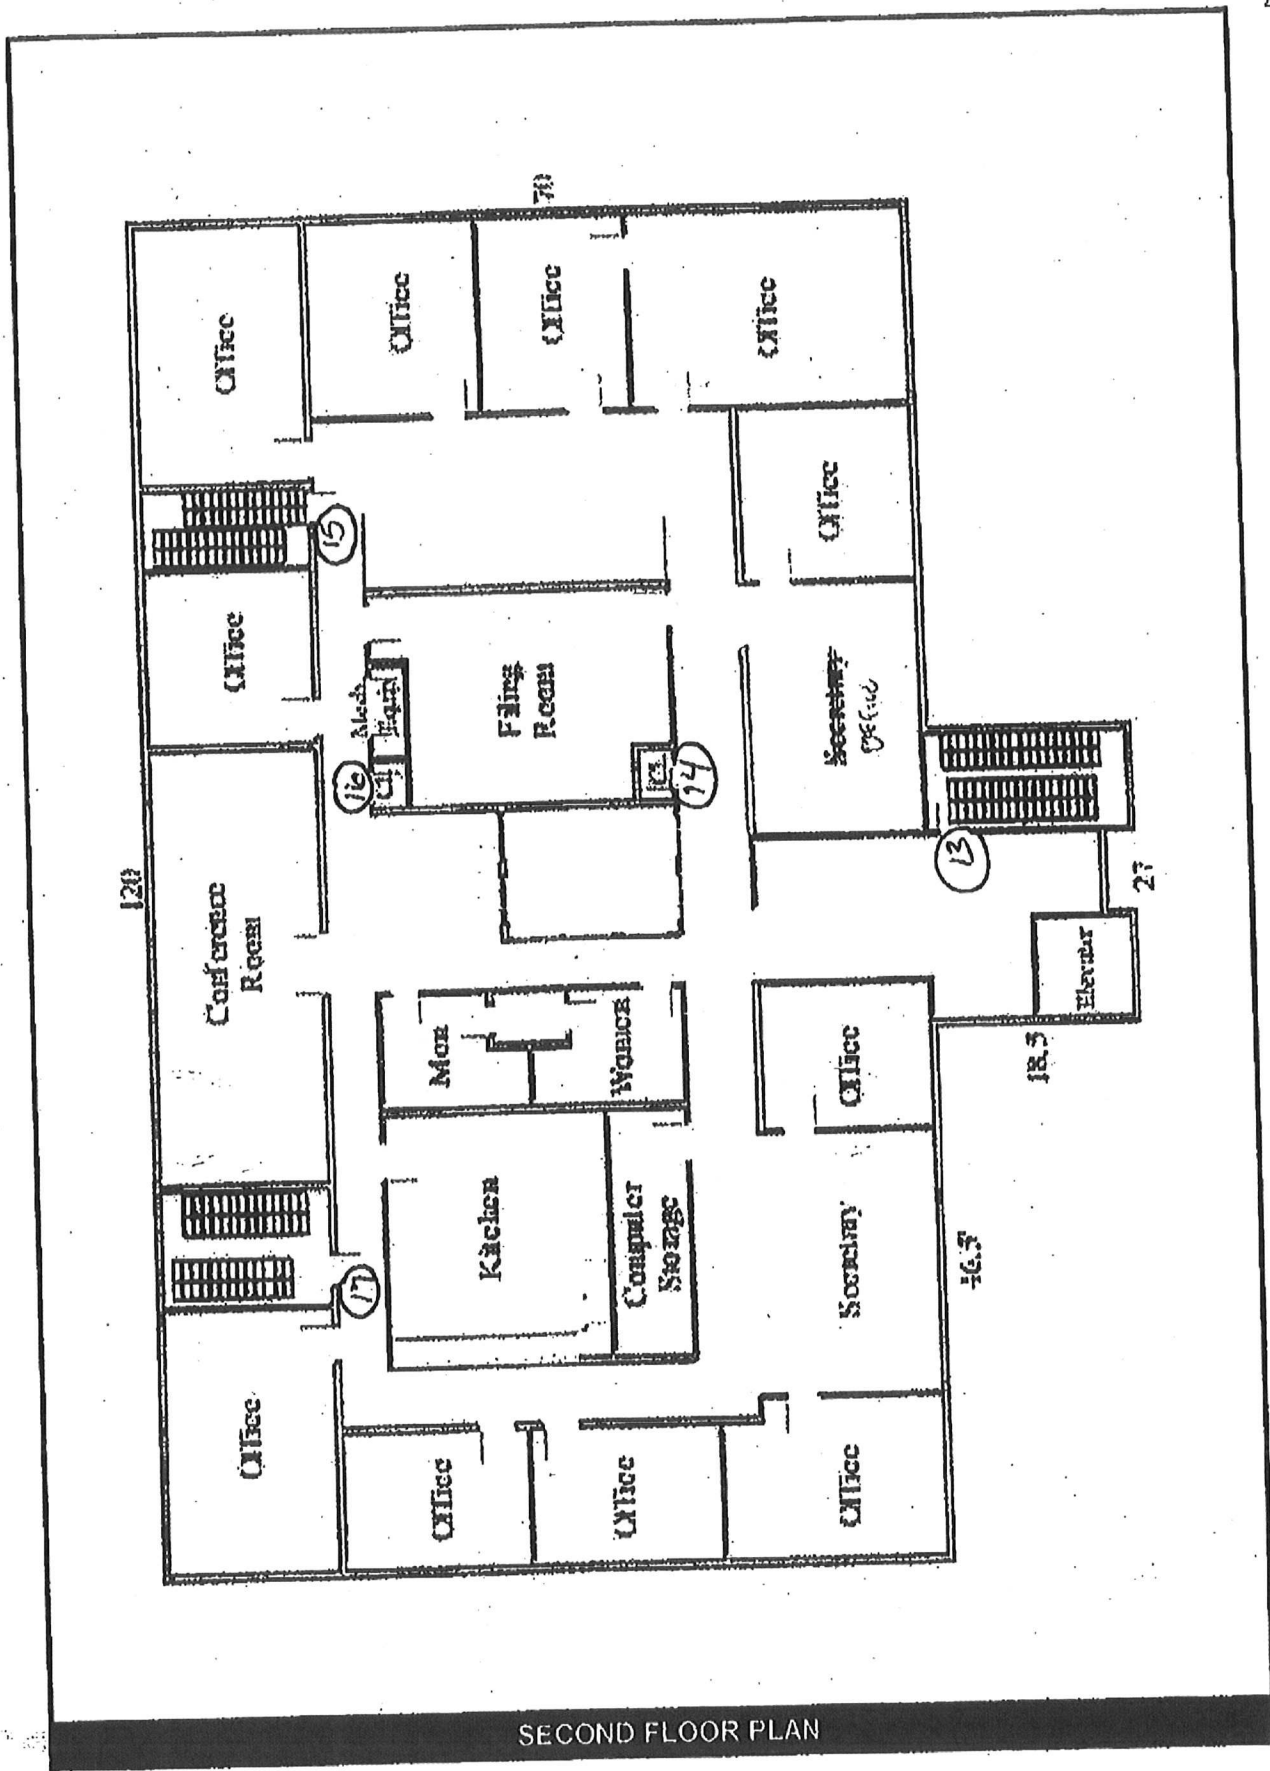 120
70
Office
Office
Office
Office
Office
15
Office
Mech
Equip
16
Cl
Filing
Room
Secretary
Office
14
13
27
Elevator
18.5
Conference
Room
Men
Women
Office
Kitchen
Computer
Storage
Secretary
46.5
17
Office
Office
Office
Office
SECOND FLOOR PLAN